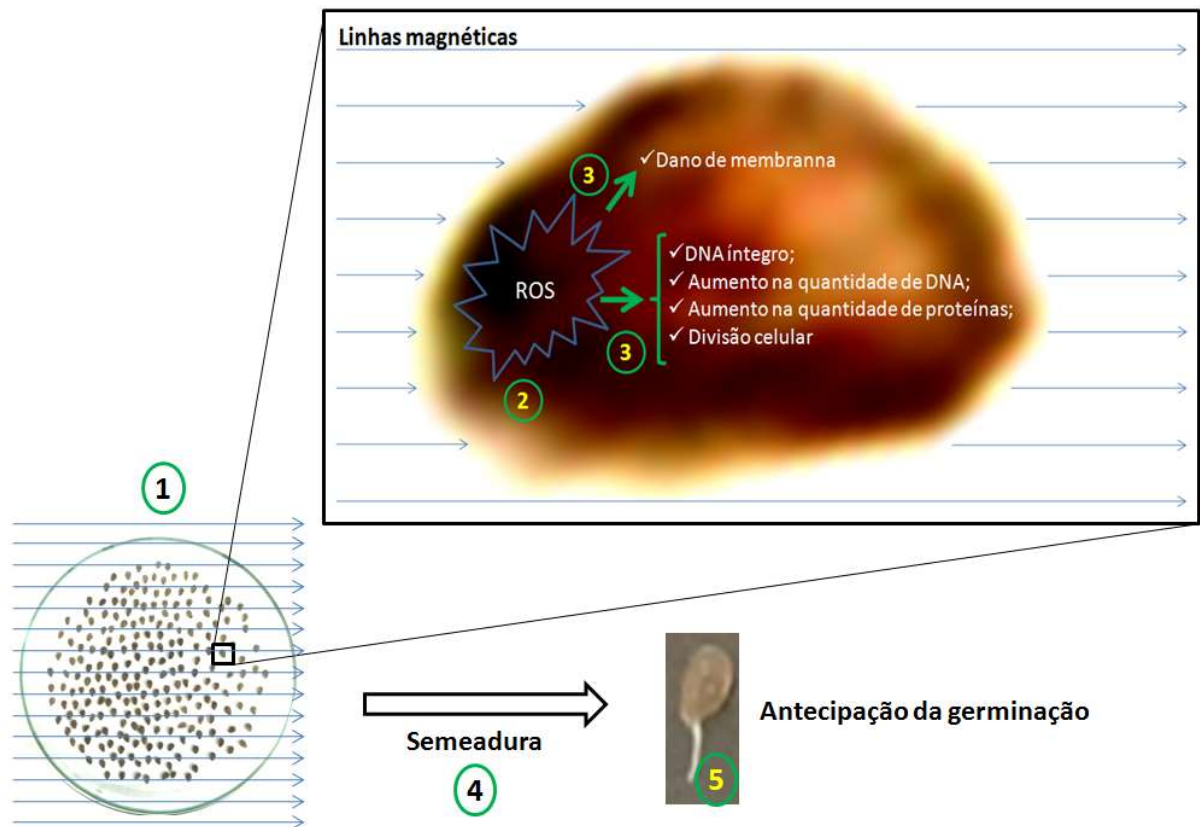 Linhas magnéticas
3
✓Dano de membranna
ROS
✓DNA íntegro;
✓Aumento na quantidade de DNA;
✓Aumento na quantidade de proteínas;
✓Divisão celular
3
2
1
Semeadura
4
5
Antecipação da germinação